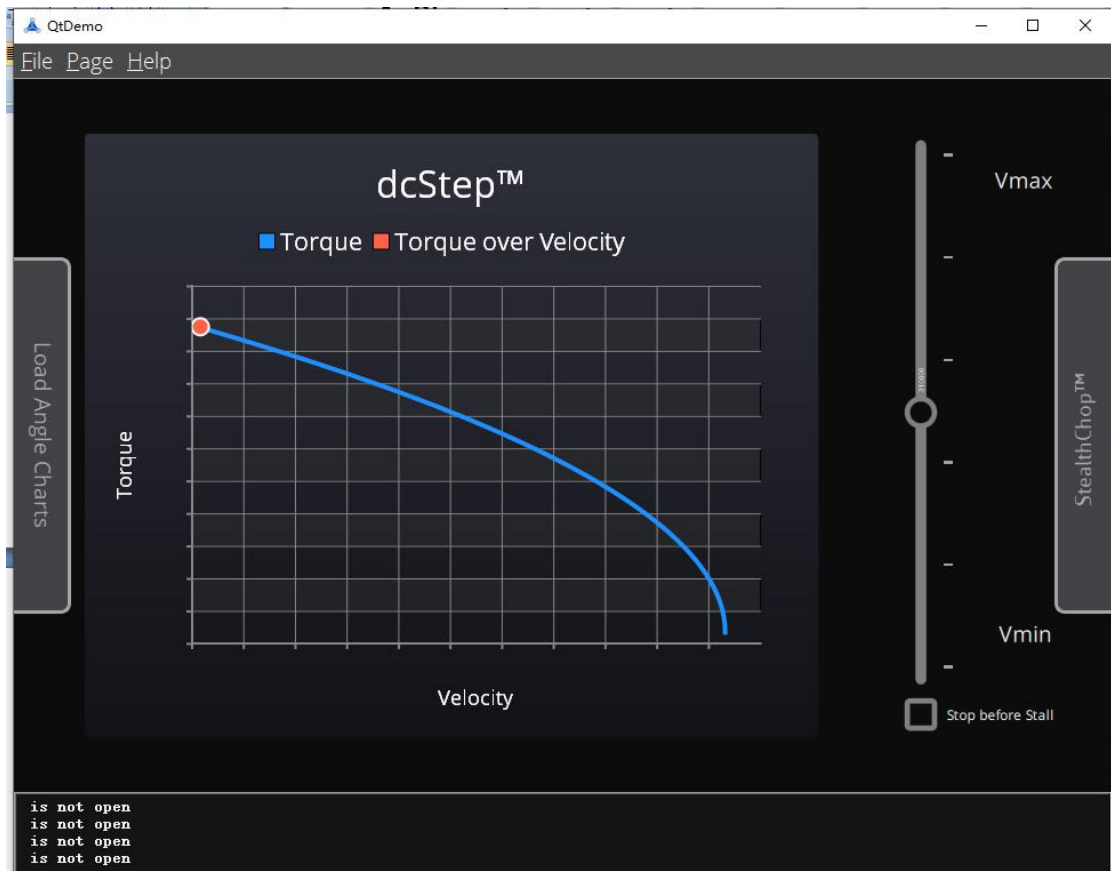 QtDemo
File Page Help
dcStep™
Torque Torque over Velocity
Torque
Velocity
Load Angle Charts
Vmax
Vmin
StealthChop™
Stop before Stall
is not open
is not open
is not open
is not open